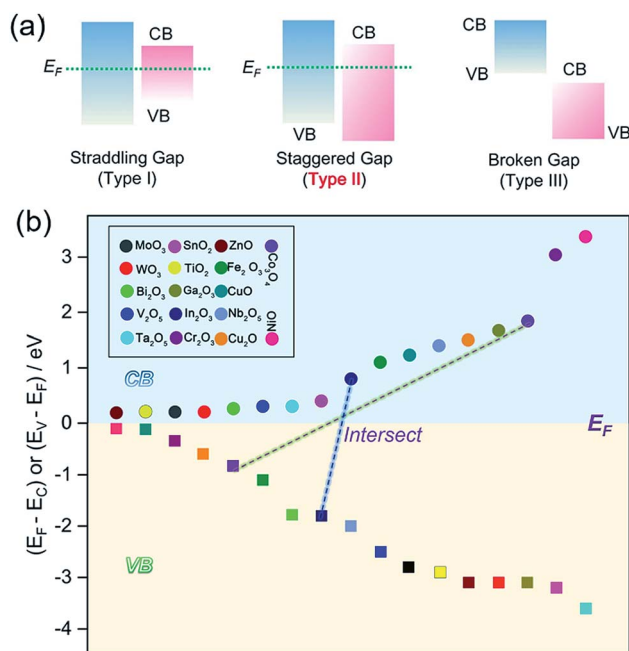 (a)
CB
CB
CB
E_F
E_F
VB
CB
VB
VB
VB
Straddling Gap
(Type I)
Staggered Gap
(Type II)
Broken Gap
(Type III)
(b)
MoO₃ SnO₂ ZnO Co₃O₄
WO₃ TiO₂ Fe₂O₃
Bi₂O₃ Ga₂O₃ CuO
V₂O₅ In₂O₃ Nb₂O₅ NiO
Ta₂O₅ Cr₂O₃ Cu₂O
3
2
1
0
-1
-2
-3
-4
(E_F - E_C) or (E_V - E_F) / eV
CB
Intersect
E_F
VB